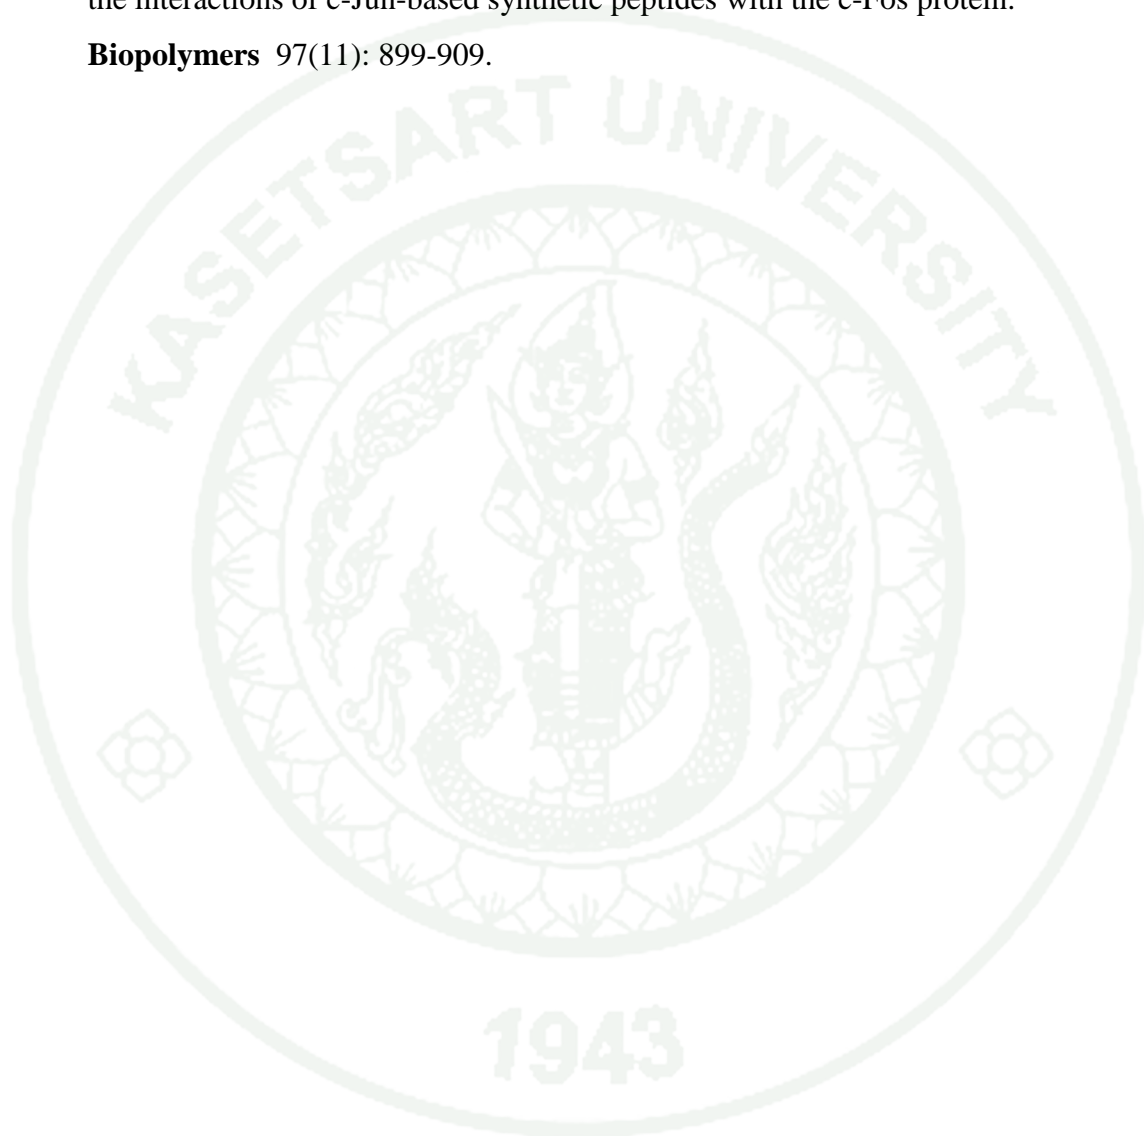 the interactions of c-Jun-based synthetic peptides with the c-Fos protein.
Biopolymers 97(11): 899-909.
KASETSART UNIVERSITY
1943